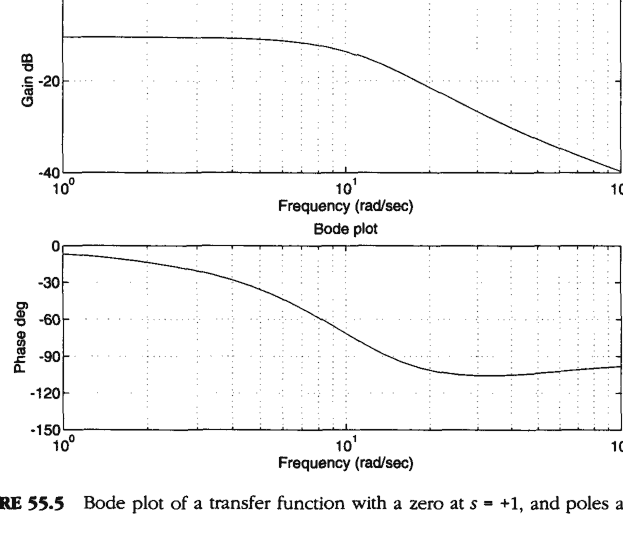 Gain dB
-20
-40
10^0
10^1
10
Frequency (rad/sec)
Bode plot
Phase deg
0
-30
-60
-90
-120
-150
10^0
10^1
10
Frequency (rad/sec)
RE 55.5 Bode plot of a transfer function with a zero at s = +1, and poles a